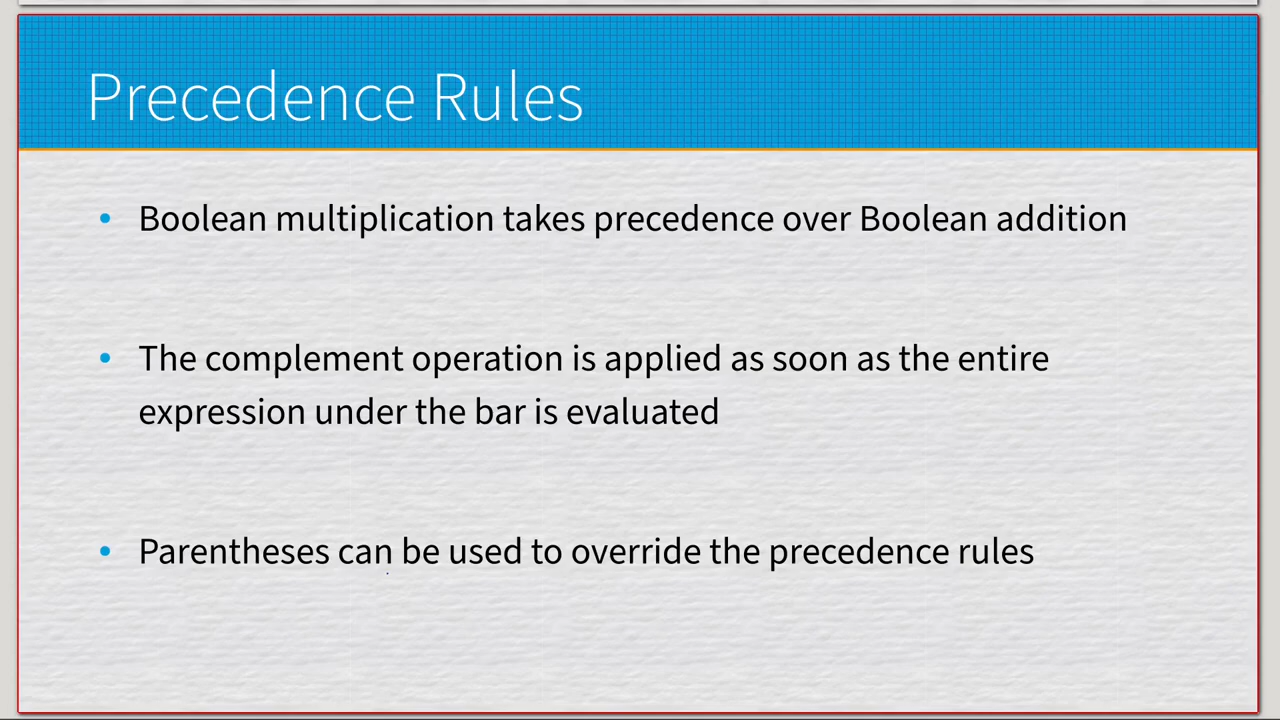 Precedence Rules
• Boolean multiplication takes precedence over Boolean addition
• The complement operation is applied as soon as the entire
expression under the bar is evaluated
• Parentheses can be used to override the precedence rules